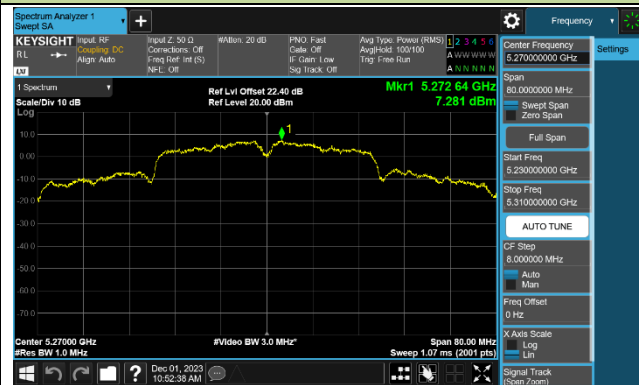 Spectrum Analyzer 1
Swept SA
Frequency
KEYSIGHT
Input: RF
Input Z: 50 Ω
#Atten: 20 dB
PNO: Fast
Avg Type: Power (RMS)
1 2 3 4 5 6
RL
Coupling: DC
Corrections: Off
Gate: Off
Avg|Hold: 100/100
A W W W W W
Align: Auto
Freq Ref: Int (S)
IF Gain: Low
Trig: Free Run
NFE: Off
Sig Track: Off
A N N N N N
LXI
1 Spectrum
Ref Lvl Offset 22.40 dB
Mkr1 5.272 64 GHz
Scale/Div 10 dB
Ref Level 20.00 dBm
7.281 dBm
Log
1
10.0
0.00
-10.0
-20.0
-30.0
-40.0
-50.0
-60.0
-70.0
Center 5.27000 GHz
#Video BW 3.0 MHz*
Span 80.00 MHz
#Res BW 1.0 MHz
Sweep 1.07 ms (2001 pts)
Dec 01, 2023
10:52:38 AM
Center Frequency
5.270000000 GHz
Settings
Span
80.0000000 MHz
Swept Span
Zero Span
Full Span
Start Freq
5.230000000 GHz
Stop Freq
5.310000000 GHz
AUTO TUNE
CF Step
8.000000 MHz
Auto
Man
Freq Offset
0 Hz
X Axis Scale
Log
Lin
Signal Track
(Span Zoom)